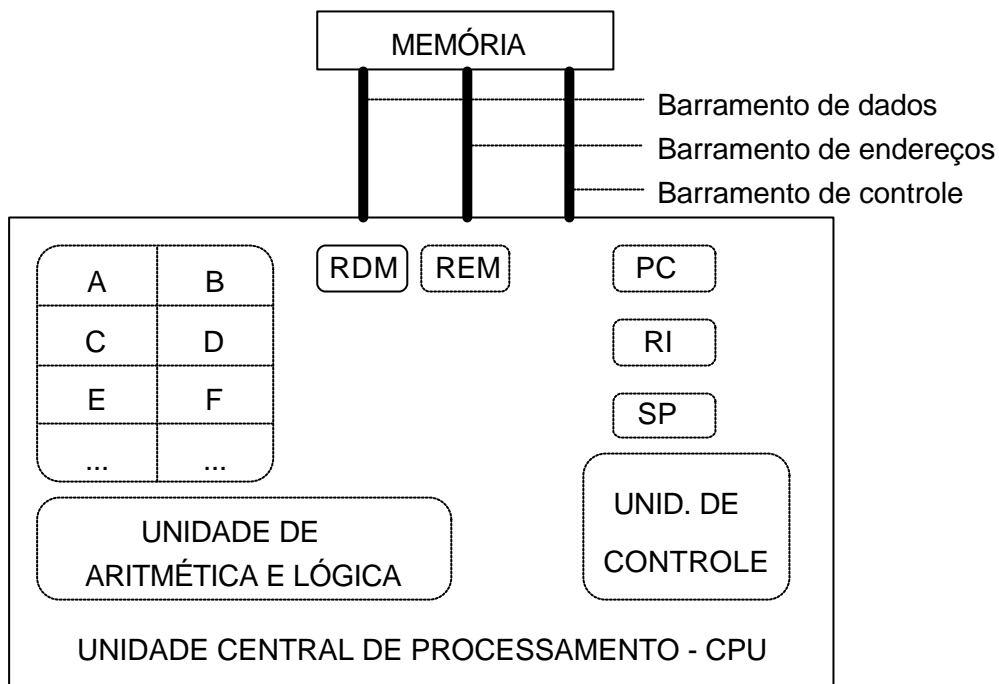 MEMÓRIA
Barramento de dados
Barramento de endereços
Barramento de controle
RDM
REM
PC
A
B
C
D
RI
E
F
SP
...
...
UNID. DE
CONTROLE
UNIDADE DE
ARITMÉTICA E LÓGICA
UNIDADE CENTRAL DE PROCESSAMENTO - CPU